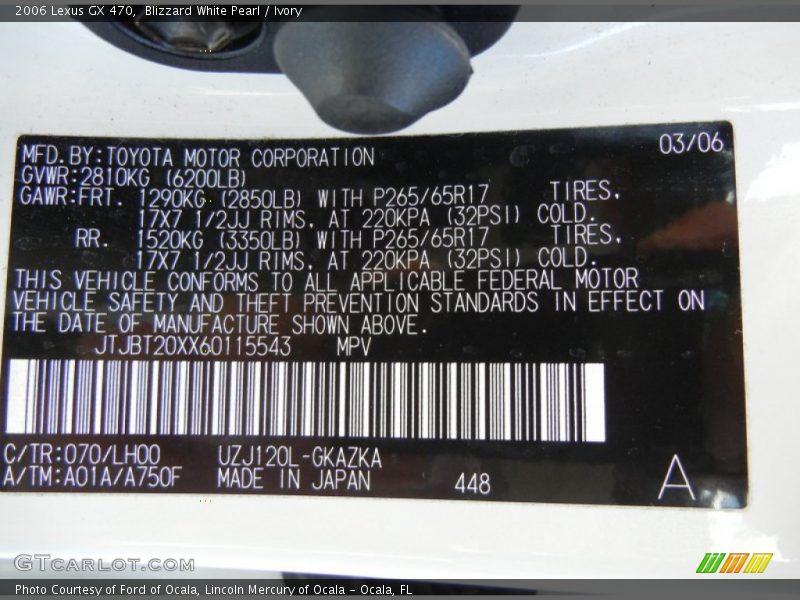 2006 Lexus GX 470, Blizzard White Pearl / Ivory
03/06
MFD.BY:TOYOTA MOTOR CORPORATION
GVWR:2810KG (6200LB)
GAWR:FRT. 1290KG (2850LB) WITH P265/65R17 TIRES,
17X7 1/2JJ RIMS, AT 220KPA (32PSI) COLD.
RR. 1520KG (3350LB) WITH P265/65R17 TIRES,
17X7 1/2JJ RIMS, AT 220KPA (32PSI) COLD.
THIS VEHICLE CONFORMS TO ALL APPLICABLE FEDERAL MOTOR
VEHICLE SAFETY AND THEFT PREVENTION STANDARDS IN EFFECT ON
THE DATE OF MANUFACTURE SHOWN ABOVE.
JTJBT20XX60115543 MPV
C/TR:070/LH00 UZJ120L-GKAZKA
A/TM:A01A/A750F MADE IN JAPAN 448 A
GTcarlot.com
Photo Courtesy of Ford of Ocala, Lincoln Mercury of Ocala - Ocala, FL